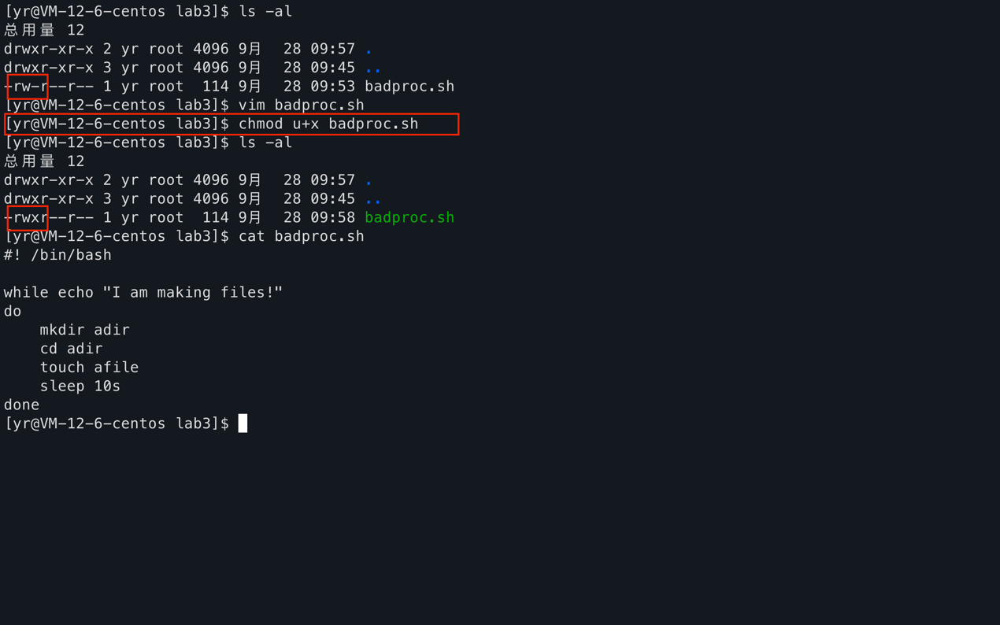 [yr@VM-12-6-centos lab3]$ ls -al
总用量 12
drwxr-xr-x 2 yr root 4096 9月  28 09:57 .
drwxr-xr-x 3 yr root 4096 9月  28 09:45 ..
-rw-r--r-- 1 yr root  114 9月  28 09:53 badproc.sh
[yr@VM-12-6-centos lab3]$ vim badproc.sh
[yr@VM-12-6-centos lab3]$ chmod u+x badproc.sh
[yr@VM-12-6-centos lab3]$ ls -al
总用量 12
drwxr-xr-x 2 yr root 4096 9月  28 09:57 .
drwxr-xr-x 3 yr root 4096 9月  28 09:45 ..
-rwxr--r-- 1 yr root  114 9月  28 09:58 badproc.sh
[yr@VM-12-6-centos lab3]$ cat badproc.sh
#! /bin/bash

while echo "I am making files!"
do
    mkdir adir
    cd adir
    touch afile
    sleep 10s
done
[yr@VM-12-6-centos lab3]$